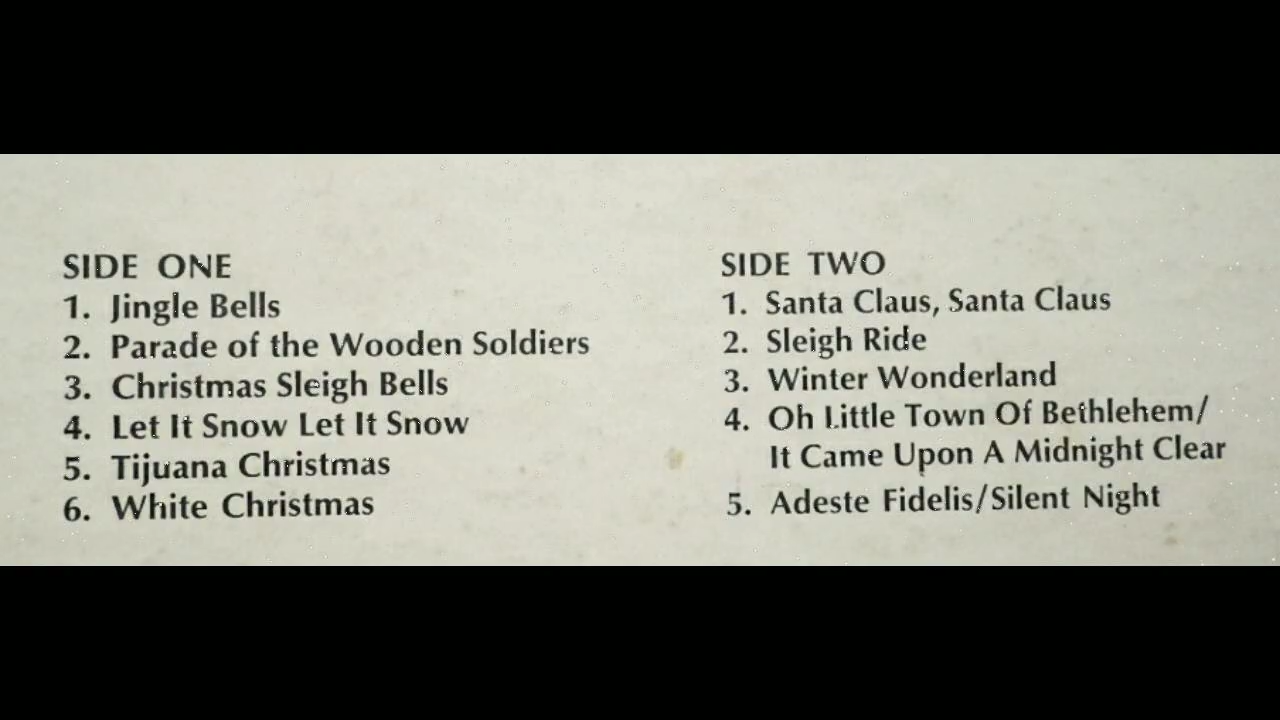 SIDE ONE
1. Jingle Bells
2. Parade of the Wooden Soldiers
3. Christmas Sleigh Bells
4. Let It Snow Let It Snow
5. Tijuana Christmas
6. White Christmas
SIDE TWO
1. Santa Claus, Santa Claus
2. Sleigh Ride
3. Winter Wonderland
4. Oh Little Town Of Bethlehem/
It Came Upon A Midnight Clear
5. Adeste Fidelis/Silent Night